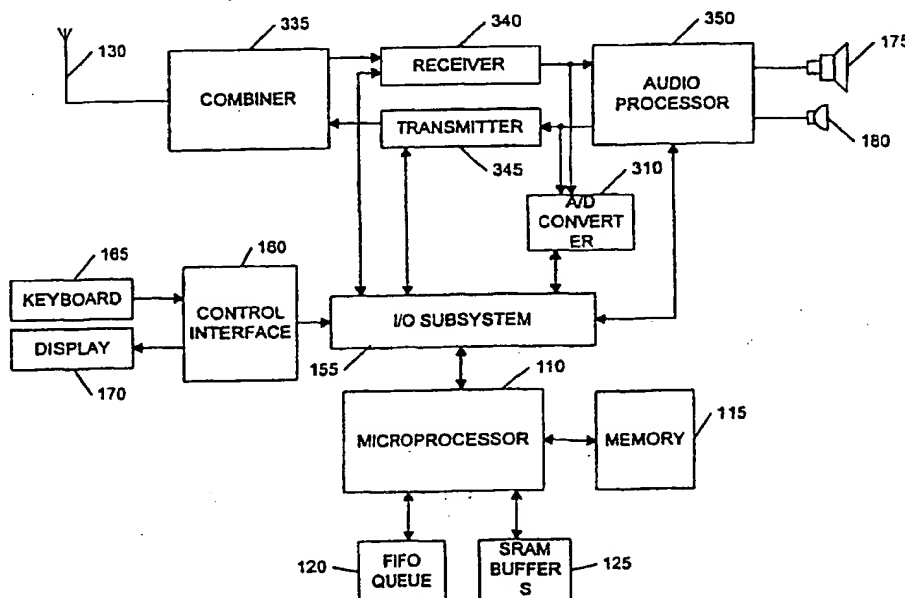 130
335
COMBINER
340
RECEIVER
TRANSMITTER
345
350
AUDIO
PROCESSOR
175
180
310
A/D
CONVERT
ER
165
KEYBOARD
DISPLAY
170
160
CONTROL
INTERFACE
I/O SUBSYSTEM
155
110
MICROPROCESSOR
MEMORY
115
120
FIFO
QUEUE
SRAM
BUFFER
S
125